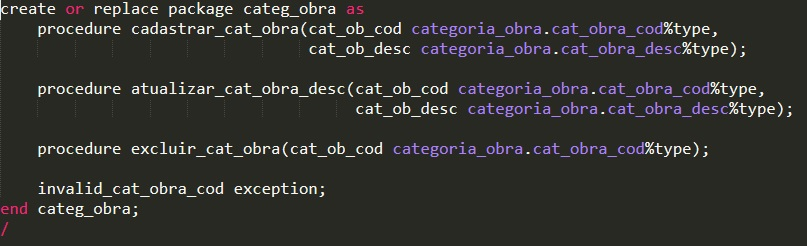 create or replace package categ_obra as
    procedure cadastrar_cat_obra(cat_ob_cod categoria_obra.cat_obra_cod%type,
                                 cat_ob_desc categoria_obra.cat_obra_desc%type);

    procedure atualizar_cat_obra_desc(cat_ob_cod categoria_obra.cat_obra_cod%type,
                                      cat_ob_desc categoria_obra.cat_obra_desc%type);

    procedure excluir_cat_obra(cat_ob_cod categoria_obra.cat_obra_cod%type);

    invalid_cat_obra_cod exception;
end categ_obra;
/